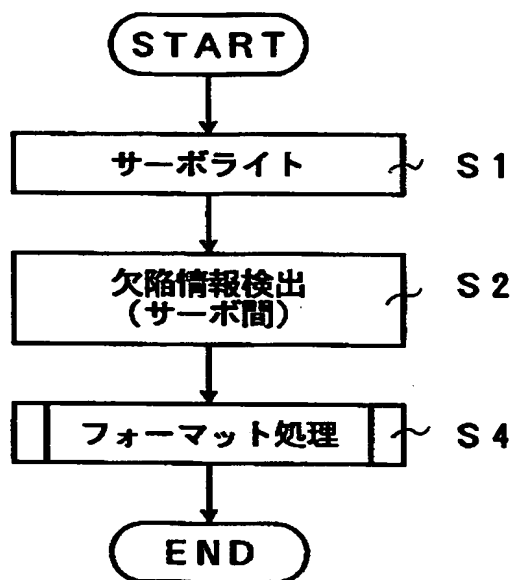 START
サーボライト S1
欠陥情報検出 S2
(サーボ間)
フォーマット処理 S4
END